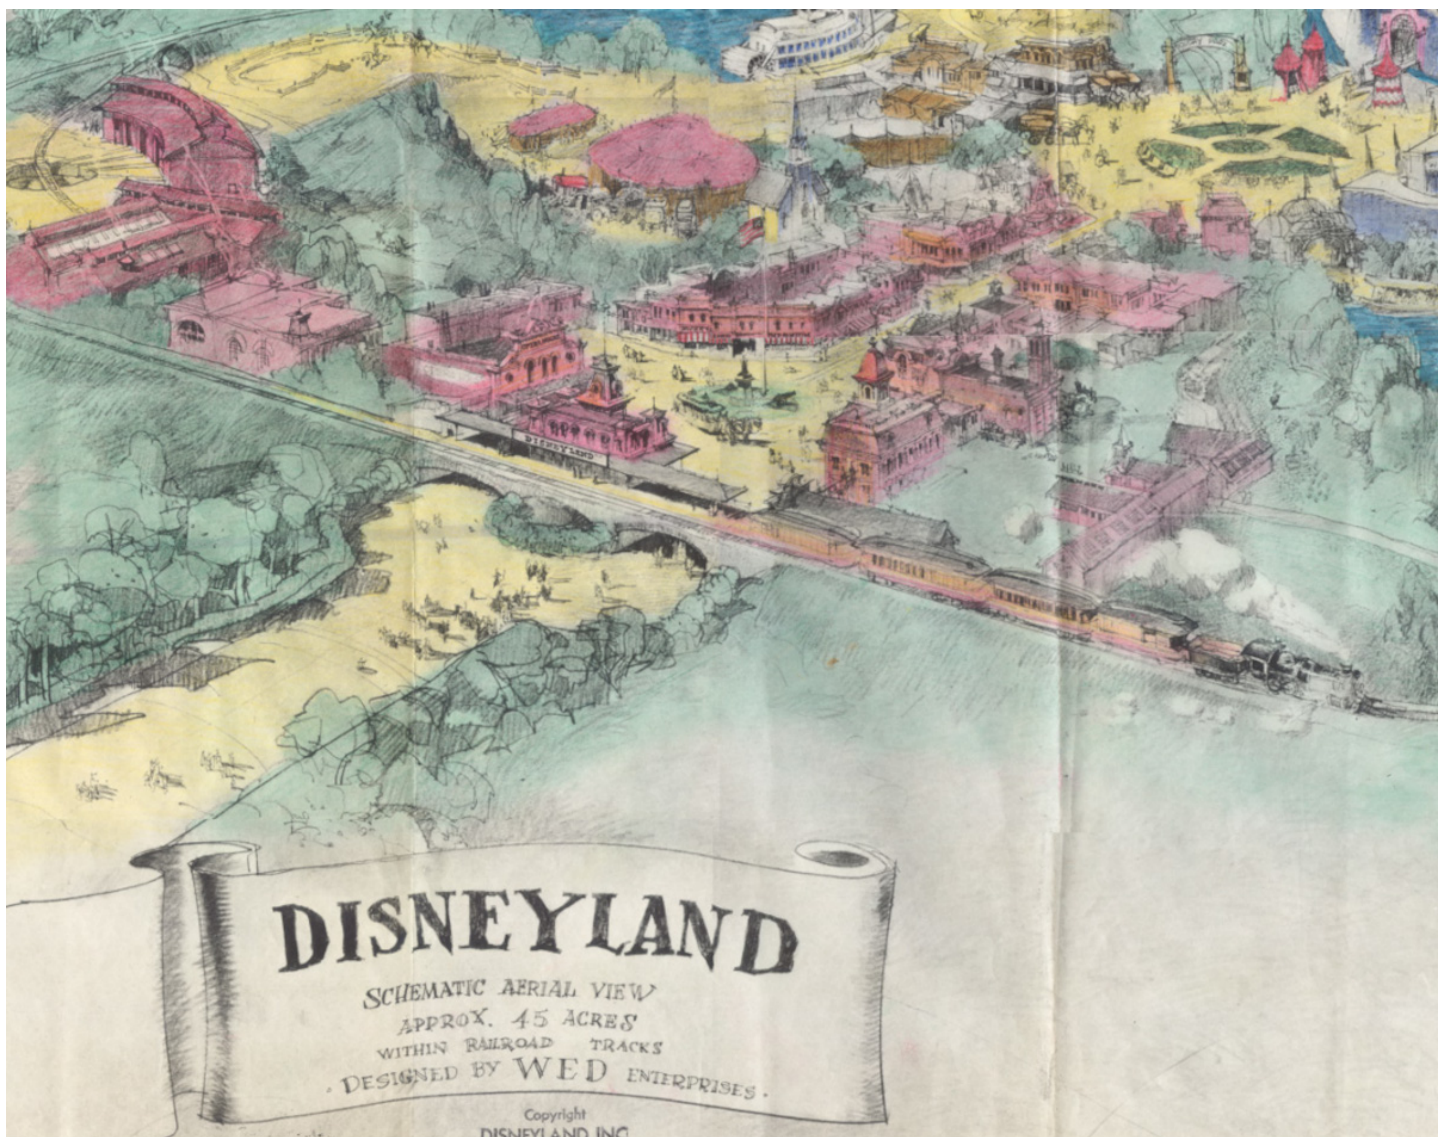 DISNEYLAND
DISNEYLAND
SCHEMATIC AERIAL VIEW
APPROX. 45 ACRES
WITHIN RAILROAD TRACKS
. DESIGNED BY WED ENTERPRISES .
Copyright
DISNEYLAND INC.